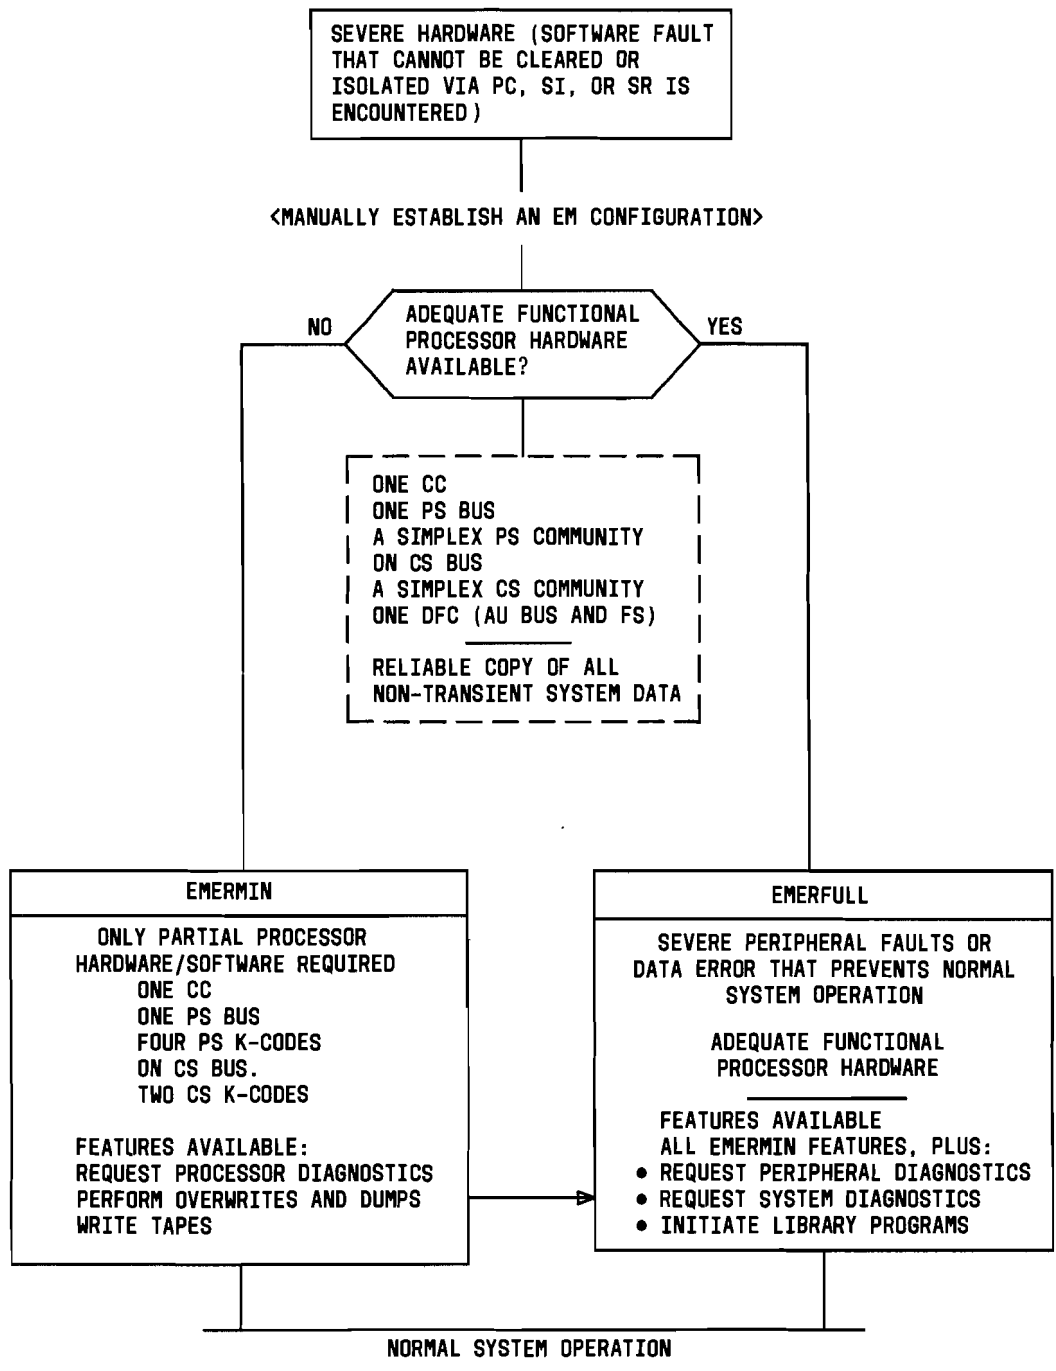 SEVERE HARDWARE (SOFTWARE FAULT
THAT CANNOT BE CLEARED OR
ISOLATED VIA PC, SI, OR SR IS
ENCOUNTERED)
<MANUALLY ESTABLISH AN EM CONFIGURATION>
NO
ADEQUATE FUNCTIONAL
PROCESSOR HARDWARE
AVAILABLE?
YES
ONE CC
ONE PS BUS
A SIMPLEX PS COMMUNITY
ON CS BUS
A SIMPLEX CS COMMUNITY
ONE DFC (AU BUS AND FS)
RELIABLE COPY OF ALL
NON-TRANSIENT SYSTEM DATA
EMERMIN
ONLY PARTIAL PROCESSOR
HARDWARE/SOFTWARE REQUIRED
ONE CC
ONE PS BUS
FOUR PS K-CODES
ON CS BUS.
TWO CS K-CODES
FEATURES AVAILABLE:
REQUEST PROCESSOR DIAGNOSTICS
PERFORM OVERWRITES AND DUMPS
WRITE TAPES
EMERFULL
SEVERE PERIPHERAL FAULTS OR
DATA ERROR THAT PREVENTS NORMAL
SYSTEM OPERATION
ADEQUATE FUNCTIONAL
PROCESSOR HARDWARE
FEATURES AVAILABLE
ALL EMERMIN FEATURES, PLUS:
● REQUEST PERIPHERAL DIAGNOSTICS
● REQUEST SYSTEM DIAGNOSTICS
● INITIATE LIBRARY PROGRAMS
NORMAL SYSTEM OPERATION